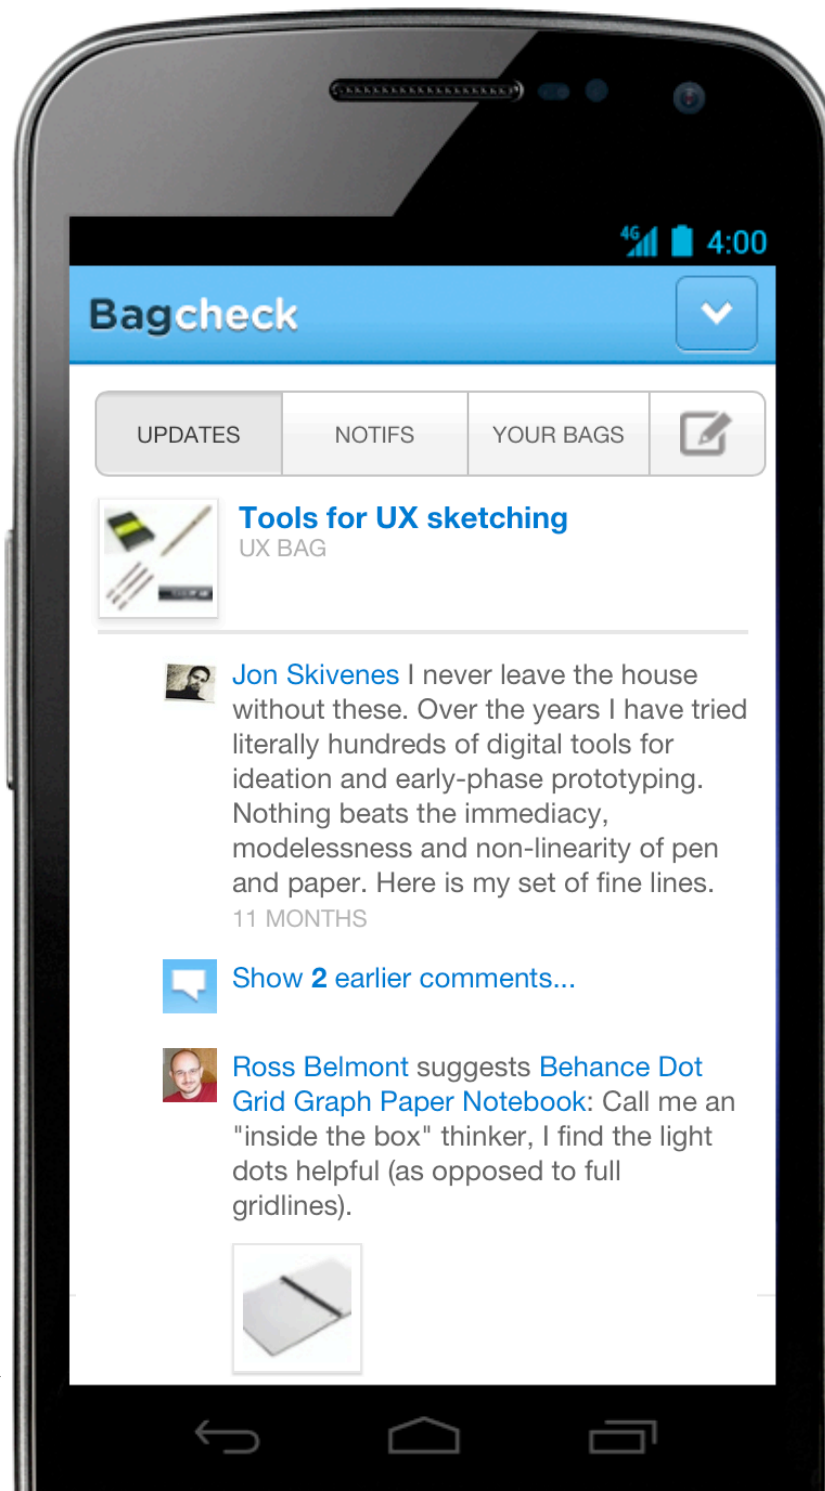 4G 4:00
Bagcheck
UPDATES NOTIFS YOUR BAGS
Tools for UX sketching
UX BAG
Jon Skivenes I never leave the house
without these. Over the years I have tried
literally hundreds of digital tools for
ideation and early-phase prototyping.
Nothing beats the immediacy,
modelessness and non-linearity of pen
and paper. Here is my set of fine lines.
11 MONTHS
Show 2 earlier comments...
Ross Belmont suggests Behance Dot
Grid Graph Paper Notebook: Call me an
"inside the box" thinker, I find the light
dots helpful (as opposed to full
gridlines).